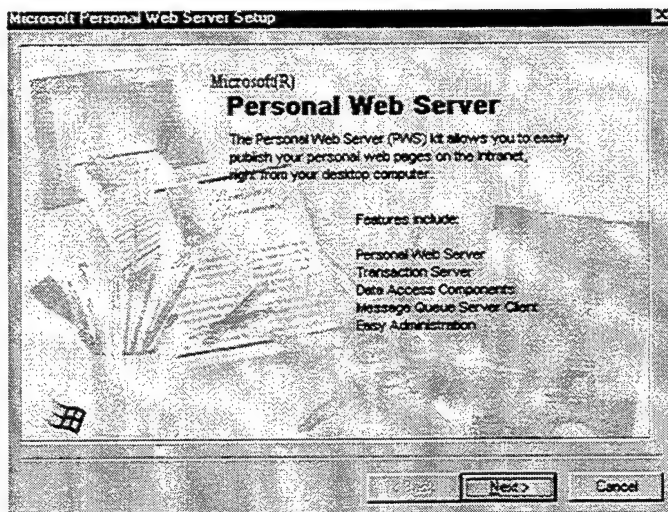 Microsoft Personal Web Server Setup
Microsoft(R)
Personal Web Server
The Personal Web Server (PWS) kit allows you to easily
publish your personal web pages on the intranet,
right from your desktop computer.
Features include:
Personal Web Server
Transaction Server
Data Access Components
Message Queue Server Client
Easy Administration
Next >
Cancel